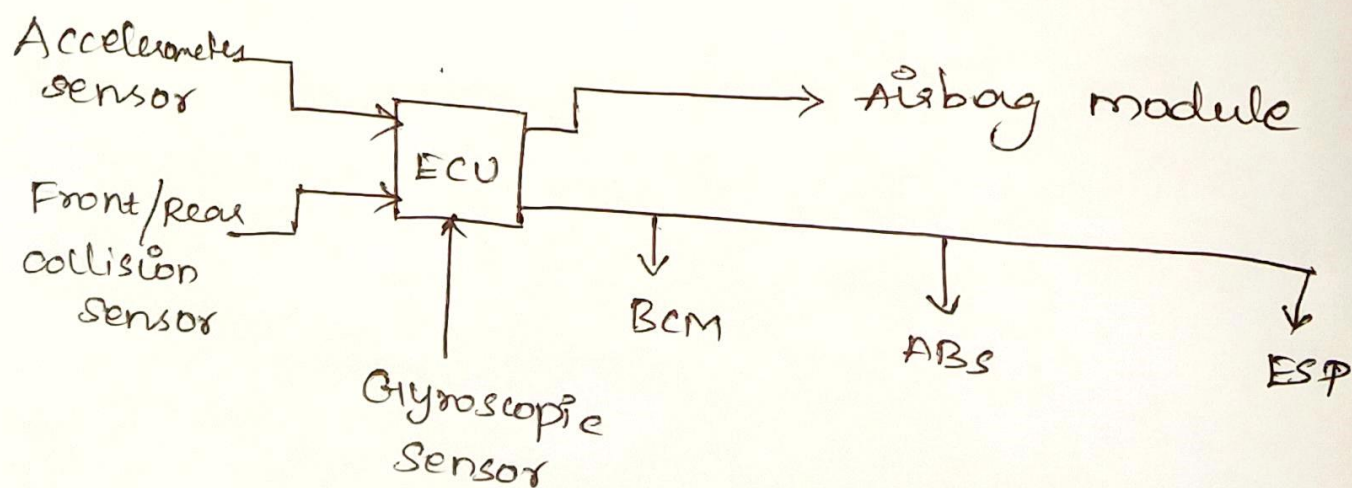 Accelerometer
sensor
Airbag module
ECU
Front/Rear
collision
sensor
BCM
ABS
ESP
Gyroscopic
sensor